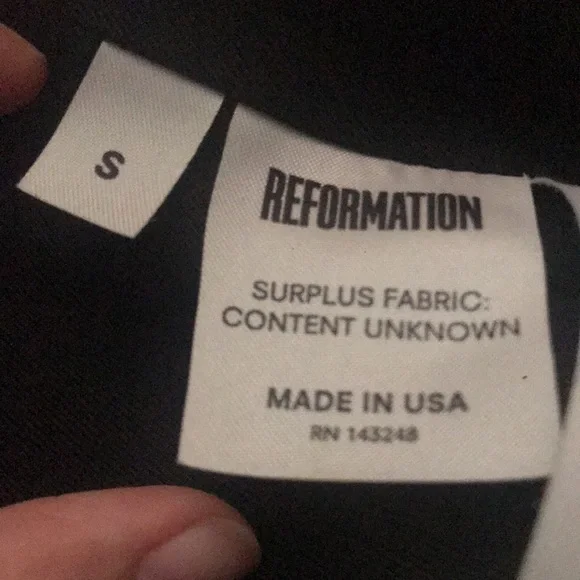 S
REFORMATION
SURPLUS FABRIC:
CONTENT UNKNOWN
MADE IN USA
RN 143248